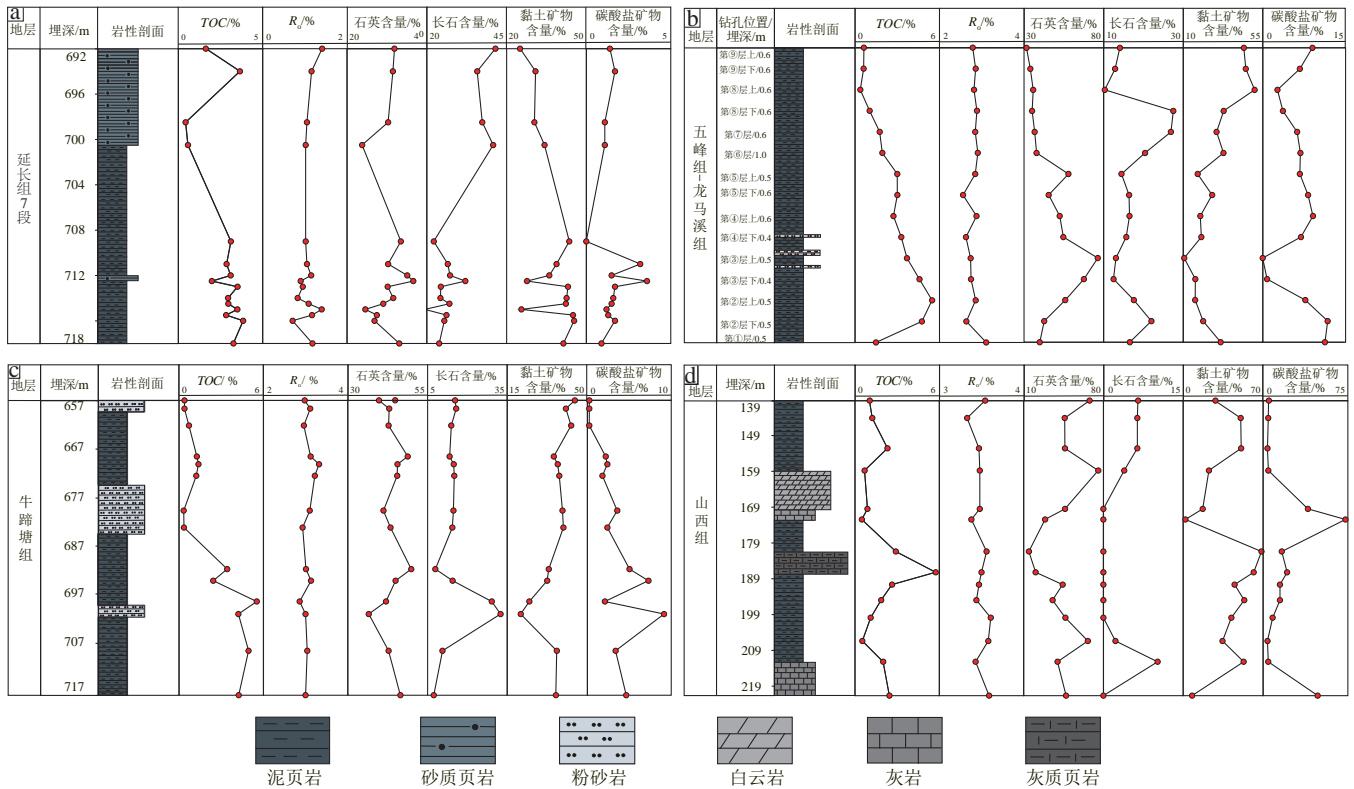 a
地层
埋深/m
岩性剖面
TOC/%
0 5
Ro/%
0 2
石英含量/%
20 60
长石含量/%
20 45
黏土矿物
含量/%
20 50
碳酸盐矿物
含量/%
0 5
延长组7段
692
696
700
704
708
712
718
b
地层
钻孔位置/
埋深/m
岩性剖面
TOC/%
0 6
Ro/%
2 4
石英含量/%
30 80
长石含量/%
10 30
黏土矿物
含量/%
10 55
碳酸盐矿物
含量/%
0 15
五峰组-龙马溪组
第⑨层上/0.6
第⑨层下/0.6
第⑧层上/0.6
第⑧层下/0.6
第⑦层/0.6
第⑥层/1.0
第⑤层上/0.5
第⑤层下/0.6
第④层上/0.6
第④层下/0.4
第③层上/0.5
第③层下/0.4
第②层上/0.5
第②层下/0.5
第①层/0.5
c
地层
埋深/m
岩性剖面
TOC/ %
0 6
Ro/ %
2 4
石英含量/%
30 55
长石含量/%
5 35
黏土矿物
含量/%
15 50
碳酸盐矿物
含量/%
0 10
牛蹄塘组
657
667
677
687
697
707
717
d
地层
埋深/m
岩性剖面
TOC/%
0 6
Ro/%
3 4
石英含量/%
10 80
长石含量/%
0 15
黏土矿物
含量/%
0 70
碳酸盐矿物
含量/%
0 75
山西组
139
149
159
169
179
189
199
209
219
泥页岩
砂质页岩
粉砂岩
白云岩
灰岩
灰质页岩